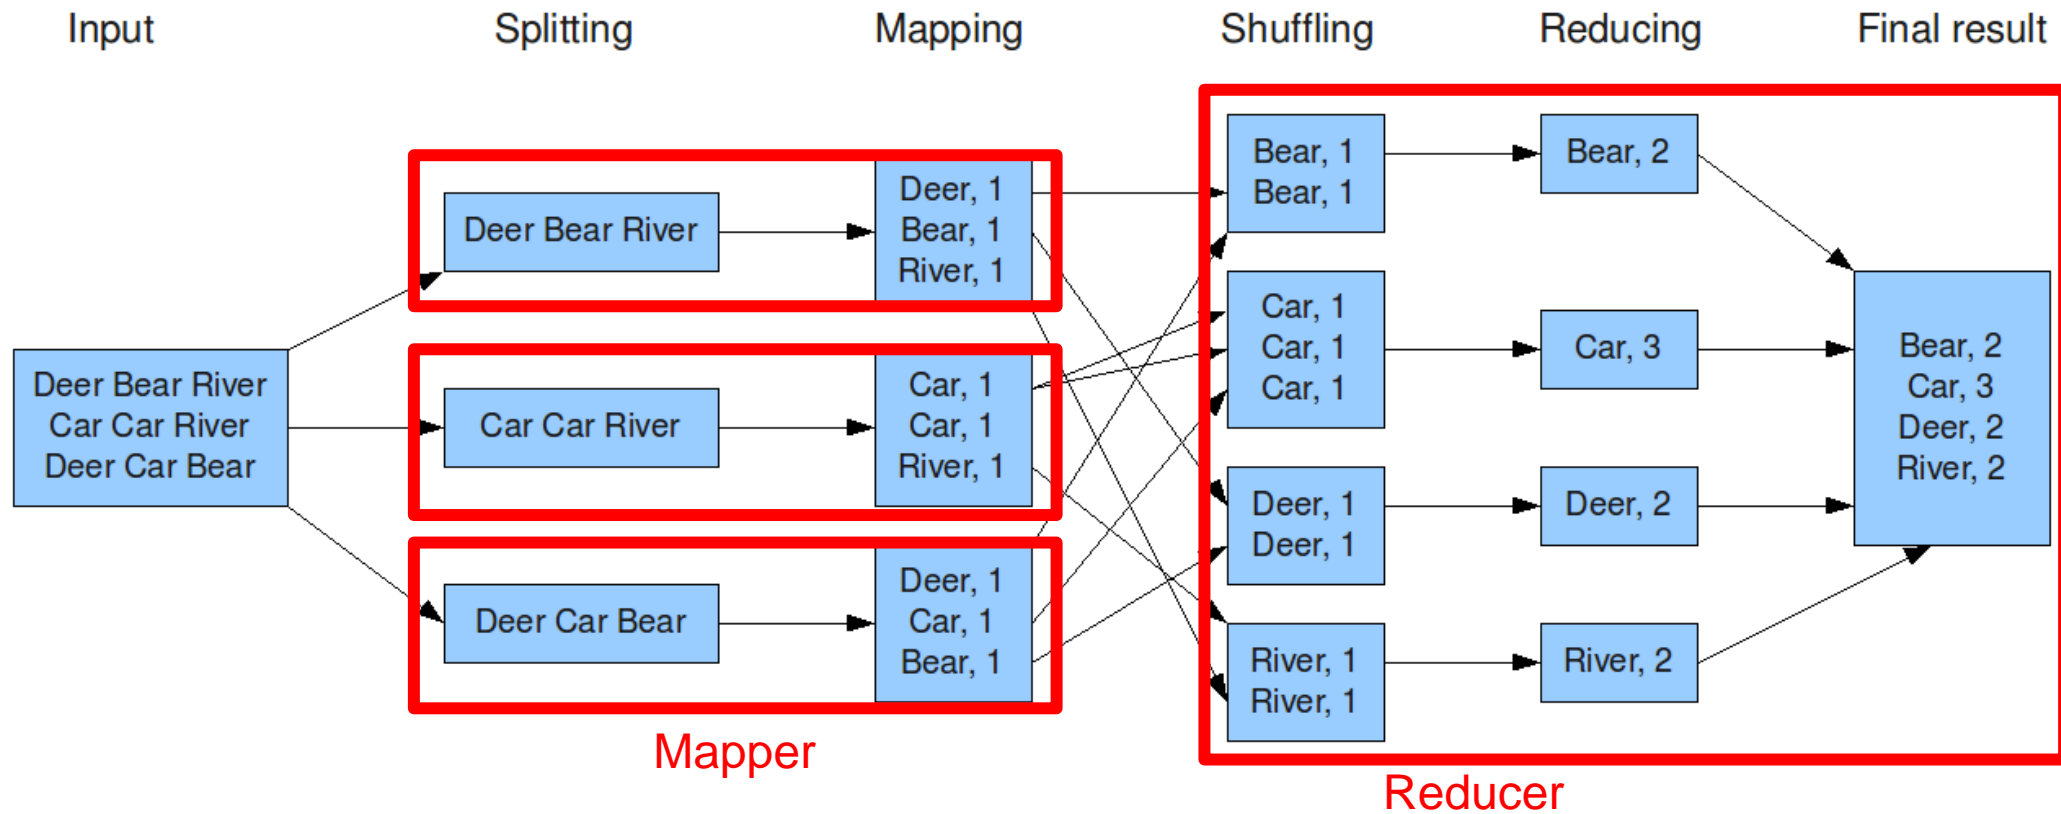 Input
Splitting
Mapping
Shuffling
Reducing
Final result
Deer Bear River
Car Car River
Deer Car Bear
Deer Bear River
Car Car River
Deer Car Bear
Deer, 1
Bear, 1
River, 1
Car, 1
Car, 1
River, 1
Deer, 1
Car, 1
Bear, 1
Bear, 1
Bear, 1
Car, 1
Car, 1
Car, 1
Deer, 1
Deer, 1
River, 1
River, 1
Bear, 2
Car, 3
Deer, 2
River, 2
Bear, 2
Car, 3
Deer, 2
River, 2
Mapper
Reducer